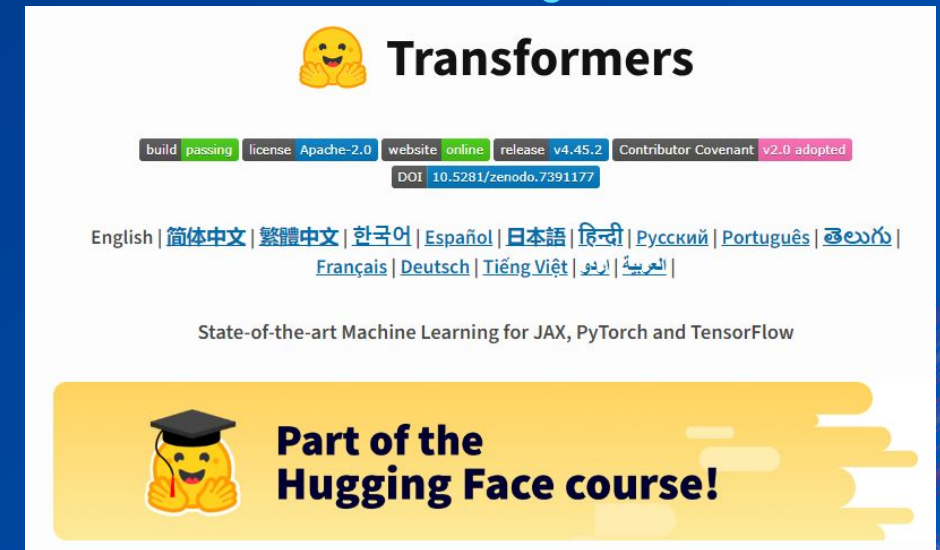 Transformers
build passing license Apache-2.0 website online release v4.45.2 Contributor Covenant v2.0 adopted
DOI 10.5281/zenodo.7391177
English | 简体中文 | 繁體中文 | 한국어 | Español | 日本語 | हिन्दी | Русский | Português | తెలుగు |
Français | Deutsch | Tiếng Việt | العربية | اردو |
State-of-the-art Machine Learning for JAX, PyTorch and TensorFlow
Part of the
Hugging Face course!